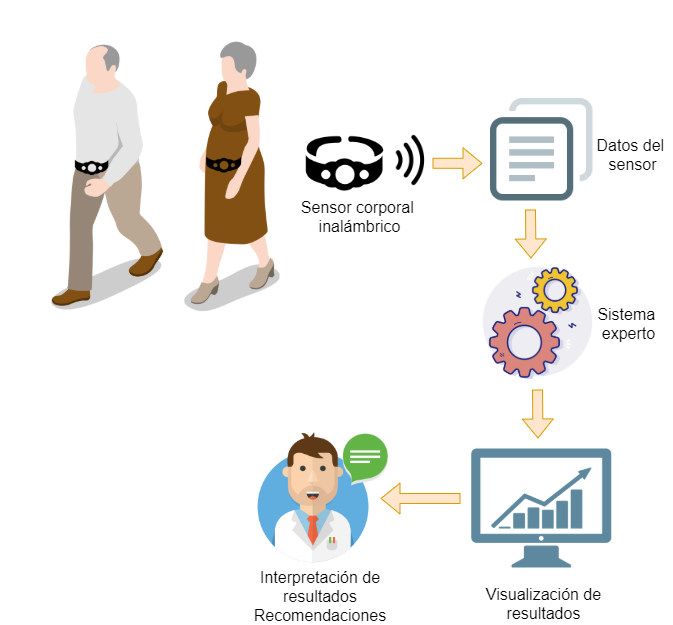 Datos del
sensor
Sensor corporal
inalámbrico
Sistema
experto
Interpretación de
resultados
Recomendaciones
Visualización de
resultados